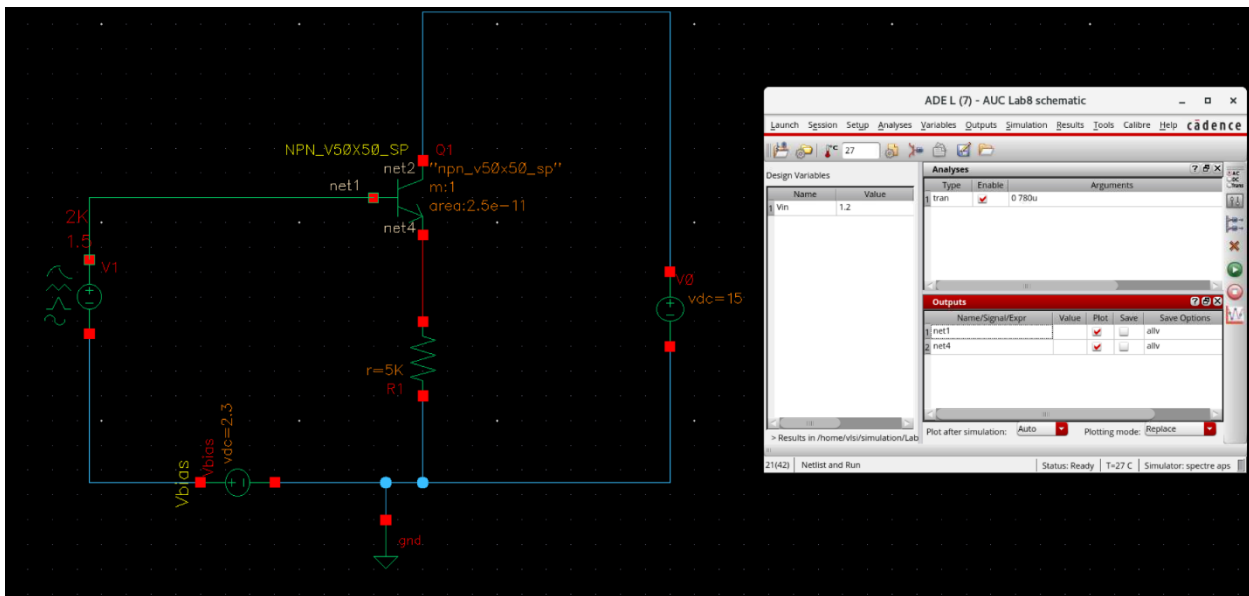 NPN_V50X50_SP
Q1
net2
"npn_v50x50_sp"
net1
m:1
area:2.5e-11
net4
2K
1.5
V1
V0
vdc=15
r=5K
R1
vdc=2.3
Vbias
Vbias
gnd
ADE L (7) - AUC Lab8 schematic
Launch Session Setup Analyses Variables Outputs Simulation Results Tools Calibre Help cādence
°C 27
Design Variables
Name Value
1 Vin 1.2
Analyses
Type Enable Arguments
1 tran 0 780u
AC
DC
Trans
Outputs
Name/Signal/Expr Value Plot Save Save Options
1 net1 allv
2 net4 allv
> Results in /home/vlsi/simulation/Lab
Plot after simulation: Auto Plotting mode: Replace
21(42) Netlist and Run Status: Ready T=27 C Simulator: spectre aps